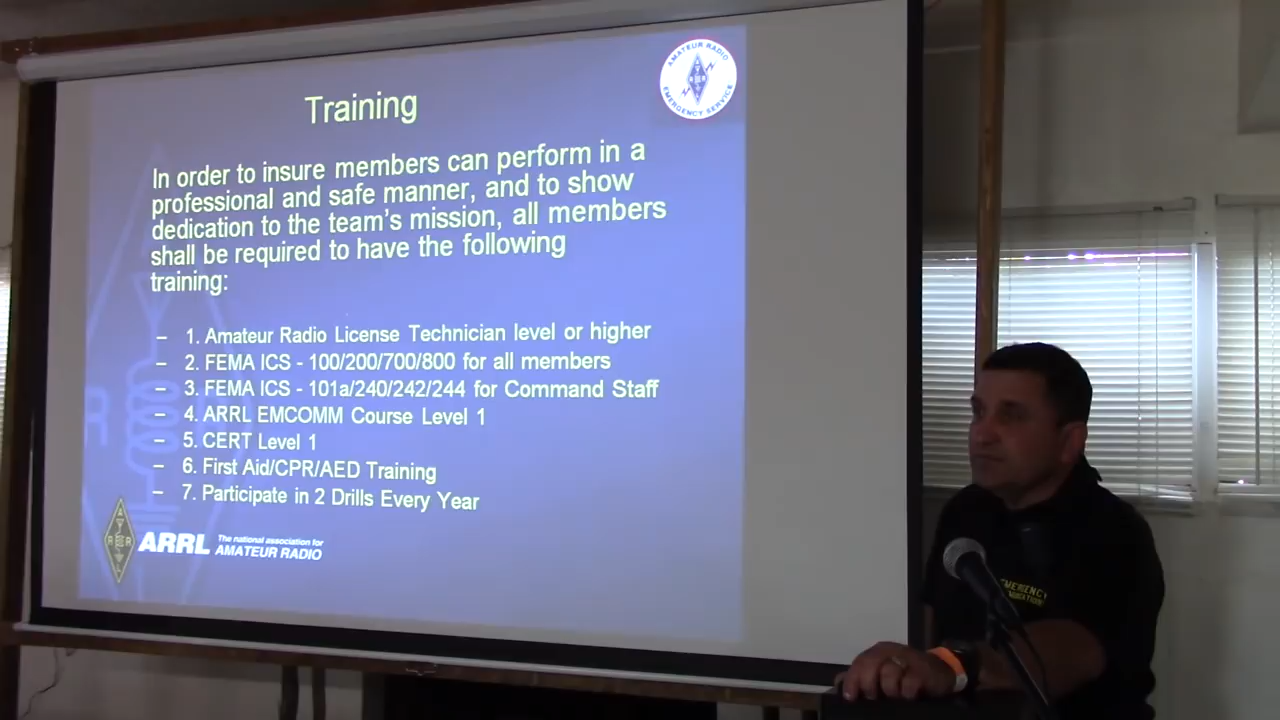 AMATEUR RADIO
EMERGENCY SERVICE
Training
In order to insure members can perform in a
professional and safe manner, and to show
dedication to the team's mission, all members
shall be required to have the following
training:
– 1. Amateur Radio License Technician level or higher
– 2. FEMA ICS - 100/200/700/800 for all members
– 3. FEMA ICS - 101a/240/242/244 for Command Staff
– 4. ARRL EMCOMM Course Level 1
– 5. CERT Level 1
– 6. First Aid/CPR/AED Training
– 7. Participate in 2 Drills Every Year
ARRL
The national association for
AMATEUR RADIO